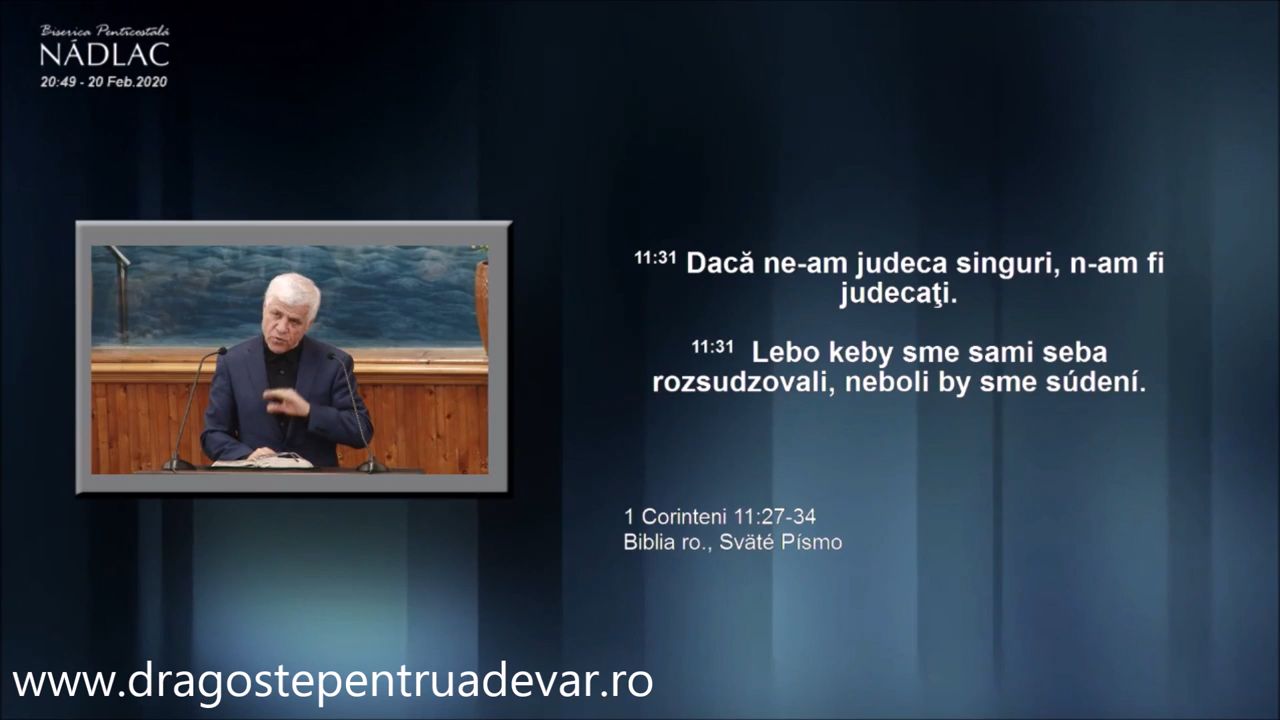 Biserica Penticostală
NĂDLAC
20:49 - 20 Feb.2020
11:31 Dacă ne-am judeca singuri, n-am fi
judecaţi.
11:31 Lebo keby sme sami seba
rozsudzovali, neboli by sme súdení.
1 Corinteni 11:27-34
Biblia ro., Sväté Písmo
www.dragostepentruadevar.ro